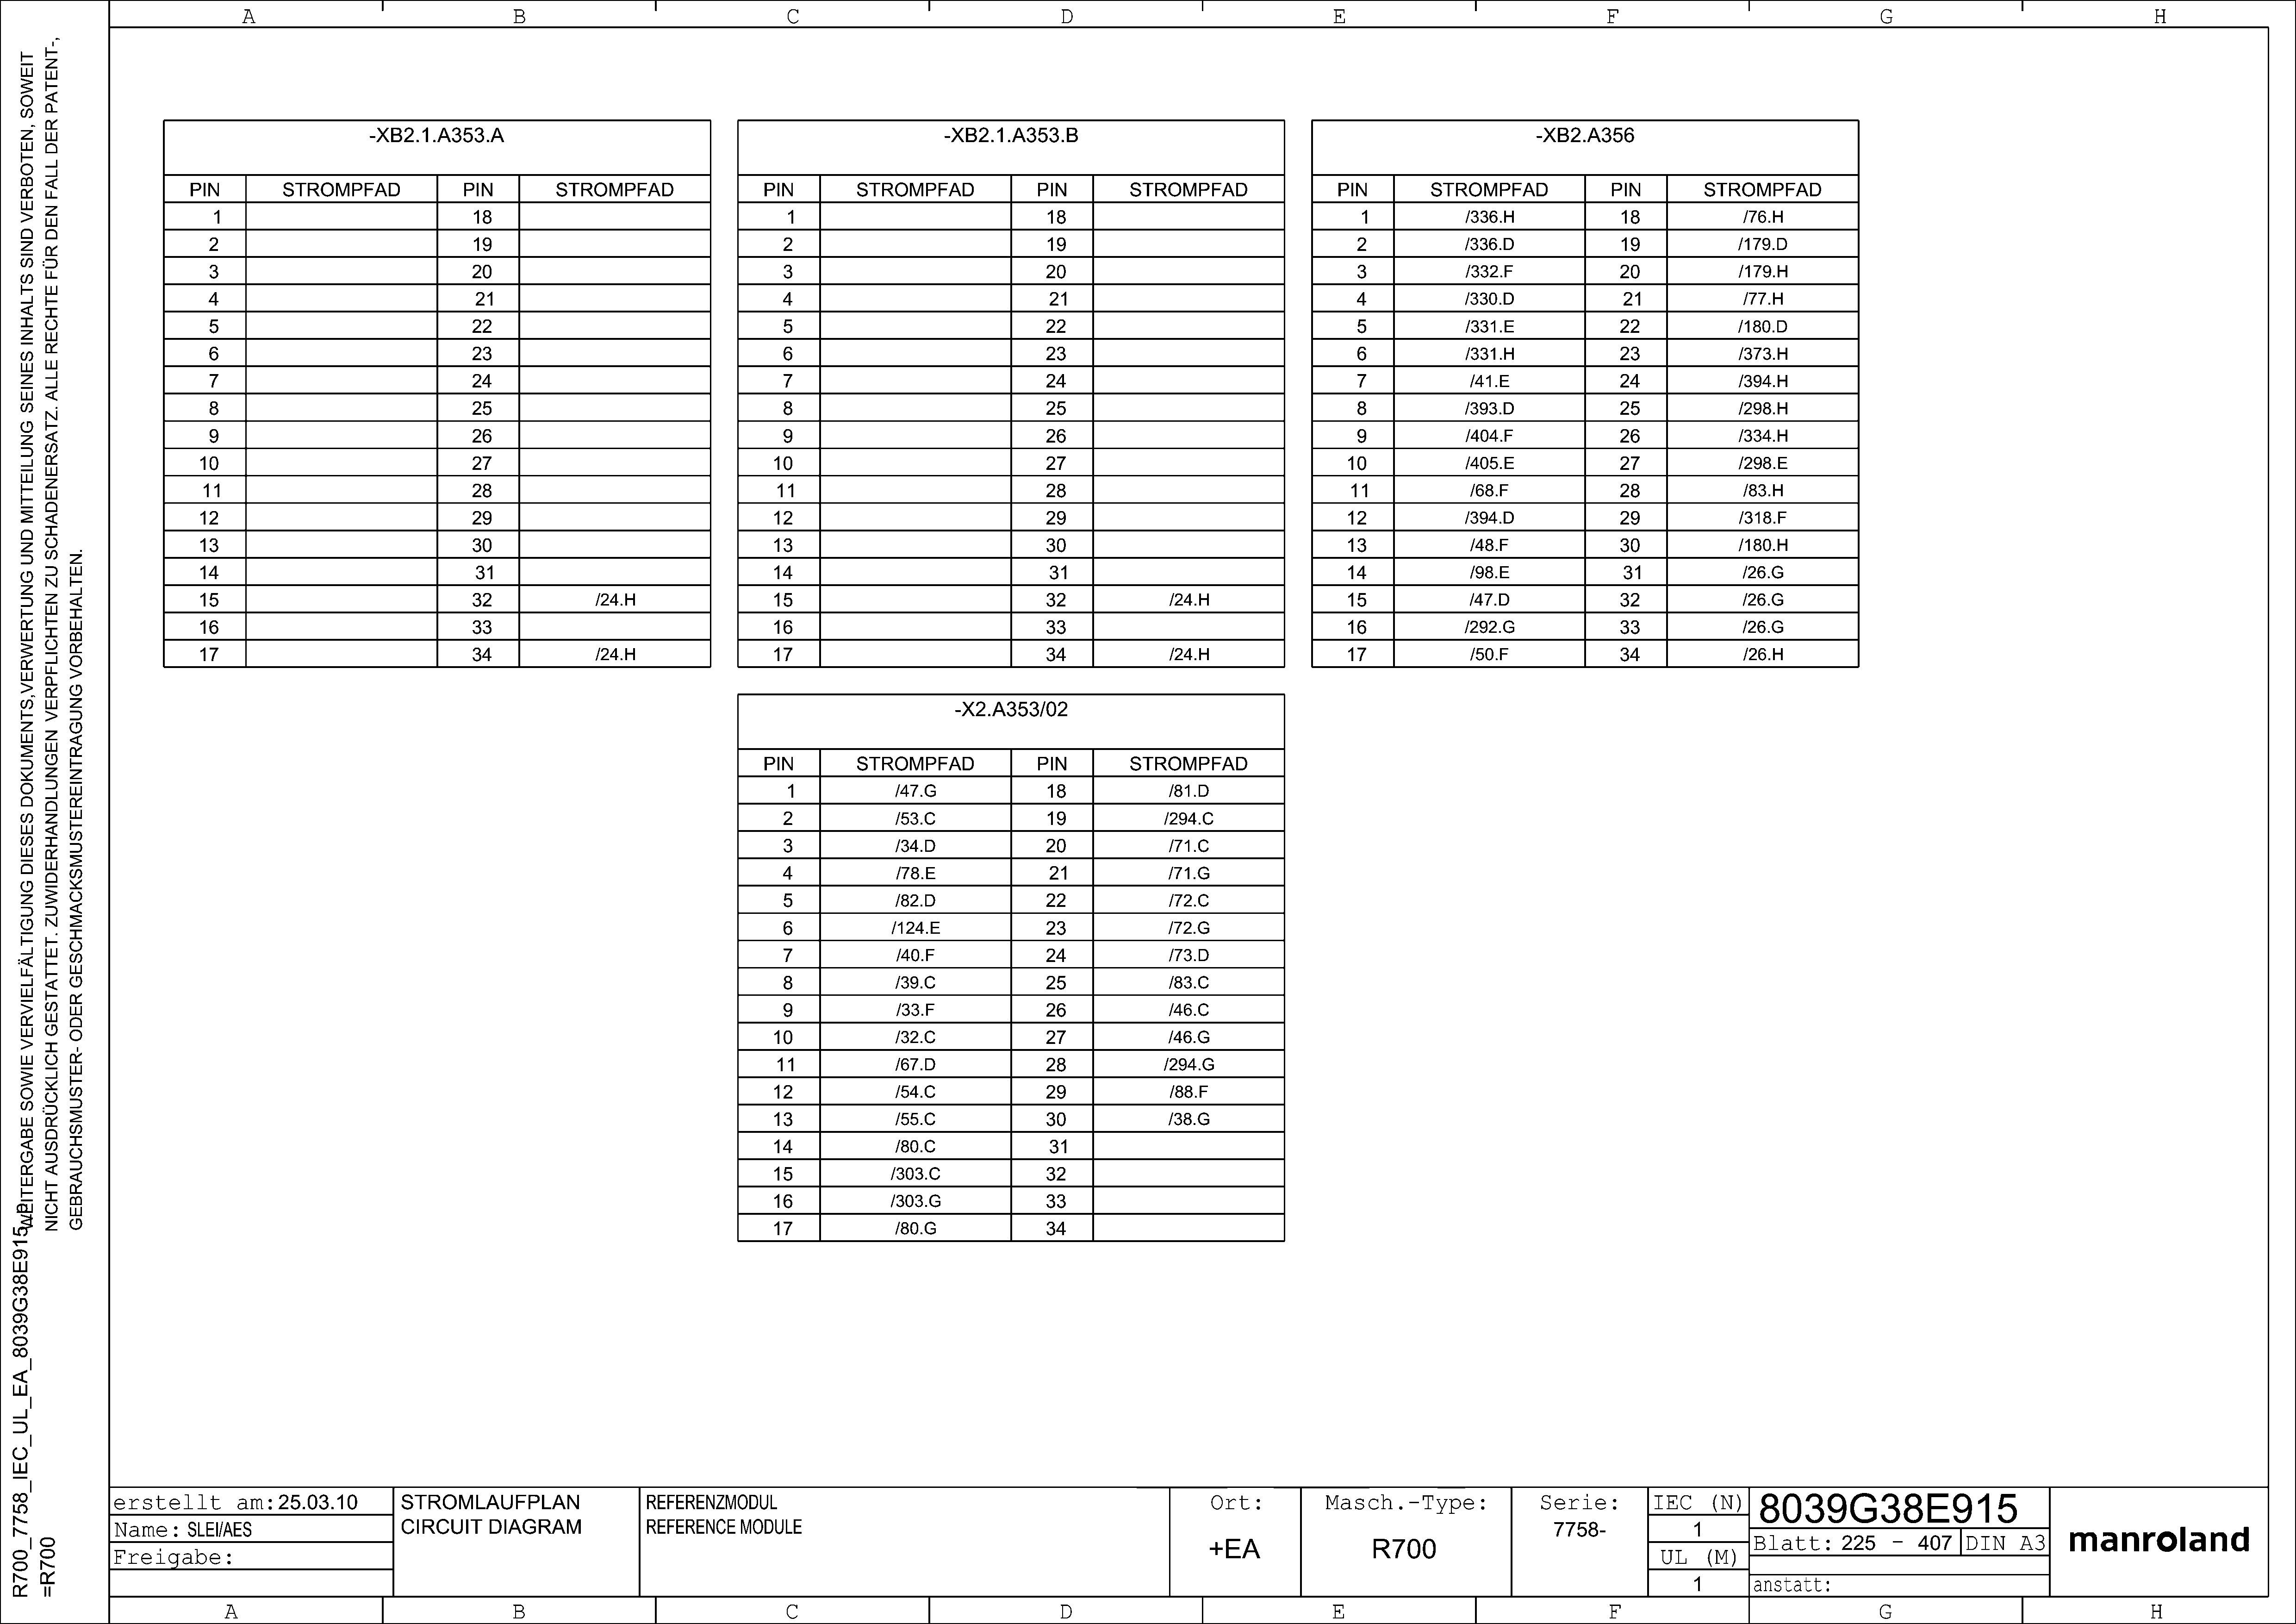 A B C D E F G H
WEITERGABE SOWIE VERVIELFÄLTIGUNG DIESES DOKUMENTS,VERWERTUNG UND MITTEILUNG SEINES INHALTS SIND VERBOTEN, SOWEIT
NICHT AUSDRÜCKLICH GESTATTET. ZUWIDERHANDLUNGEN VERPFLICHTEN ZU SCHADENERSATZ. ALLE RECHTE FÜR DEN FALL DER PATENT-,
GEBRAUCHSMUSTER- ODER GESCHMACKSMUSTEREINTRAGUNG VORBEHALTEN.
-XB2.1.A353.A
PIN STROMPFAD PIN STROMPFAD
1 18
2 19
3 20
4 21
5 22
6 23
7 24
8 25
9 26
10 27
11 28
12 29
13 30
14 31
15 32 /24.H
16 33
17 34 /24.H
-XB2.1.A353.B
PIN STROMPFAD PIN STROMPFAD
1 18
2 19
3 20
4 21
5 22
6 23
7 24
8 25
9 26
10 27
11 28
12 29
13 30
14 31
15 32 /24.H
16 33
17 34 /24.H
-XB2.A356
PIN STROMPFAD PIN STROMPFAD
1 /336.H 18 /76.H
2 /336.D 19 /179.D
3 /332.F 20 /179.H
4 /330.D 21 /77.H
5 /331.E 22 /180.D
6 /331.H 23 /373.H
7 /41.E 24 /394.H
8 /393.D 25 /298.H
9 /404.F 26 /334.H
10 /405.E 27 /298.E
11 /68.F 28 /83.H
12 /394.D 29 /318.F
13 /48.F 30 /180.H
14 /98.E 31 /26.G
15 /47.D 32 /26.G
16 /292.G 33 /26.G
17 /50.F 34 /26.H
-X2.A353/02
PIN STROMPFAD PIN STROMPFAD
1 /47.G 18 /81.D
2 /53.C 19 /294.C
3 /34.D 20 /71.C
4 /78.E 21 /71.G
5 /82.D 22 /72.C
6 /124.E 23 /72.G
7 /40.F 24 /73.D
8 /39.C 25 /83.C
9 /33.F 26 /46.C
10 /32.C 27 /46.G
11 /67.D 28 /294.G
12 /54.C 29 /88.F
13 /55.C 30 /38.G
14 /80.C 31
15 /303.C 32
16 /303.G 33
17 /80.G 34
=R700
erstellt am: 25.03.10
Name: SLEI/AES
Freigabe:
STROMLAUFPLAN
CIRCUIT DIAGRAM
REFERENZMODUL
REFERENCE MODULE
Ort:
+EA
Masch.-Type:
R700
Serie:
7758-
IEC (N)
1
UL (M)
1
8039G38E915
Blatt: 225 - 407 DIN A3
anstatt:
manroland
A B C D E F G H